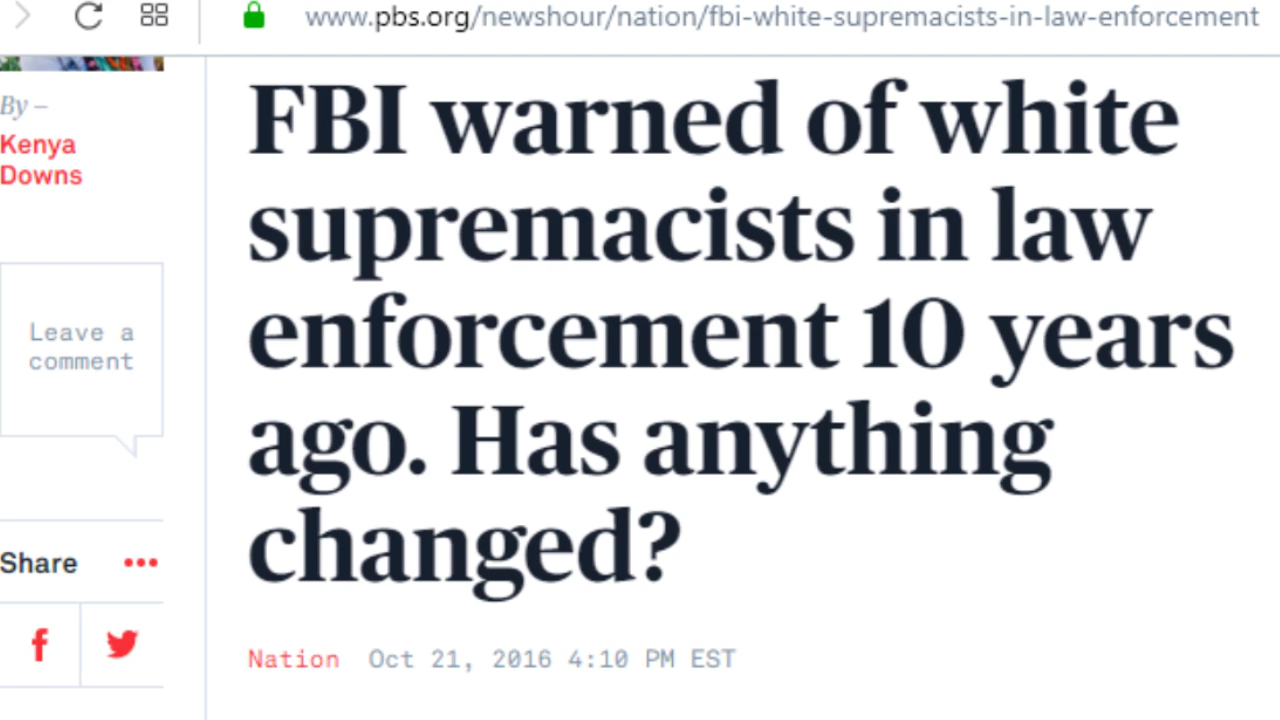 www.pbs.org/newshour/nation/fbi-white-supremacists-in-law-enforcement
By –
Kenya
Downs
Leave a
comment
Share
FBI warned of white
supremacists in law
enforcement 10 years
ago. Has anything
changed?
Nation Oct 21, 2016 4:10 PM EST